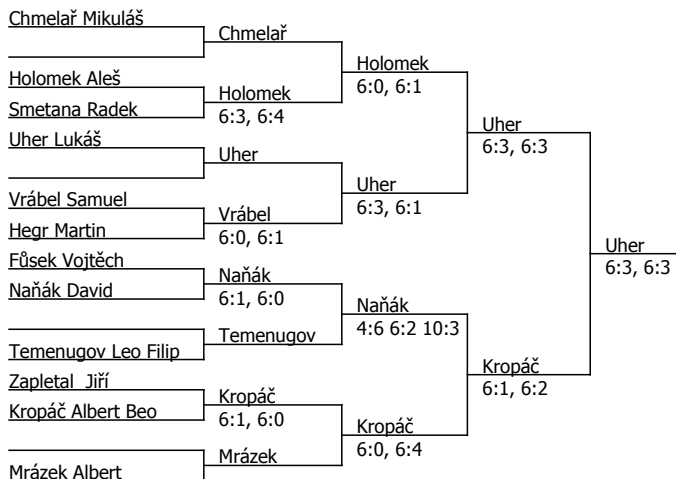 Chmelař Mikuláš
Chmelař
Holomek
6:0, 6:1
Holomek Aleš
Holomek
6:3, 6:4
Smetana Radek
Uher
6:3, 6:3
Uher Lukáš
Uher
Uher
6:3, 6:1
Vrábel Samuel
Vrábel
6:0, 6:1
Hegr Martin
Uher
6:3, 6:3
Fůsek Vojtěch
Naňák
6:1, 6:0
Naňák David
Naňák
4:6 6:2 10:3
Temenugov
Temenugov Leo Filip
Kropáč
6:1, 6:2
Zapletal  Jiří
Kropáč
6:1, 6:0
Kropáč Albert Beo
Kropáč
6:0, 6:4
Mrázek
Mrázek Albert